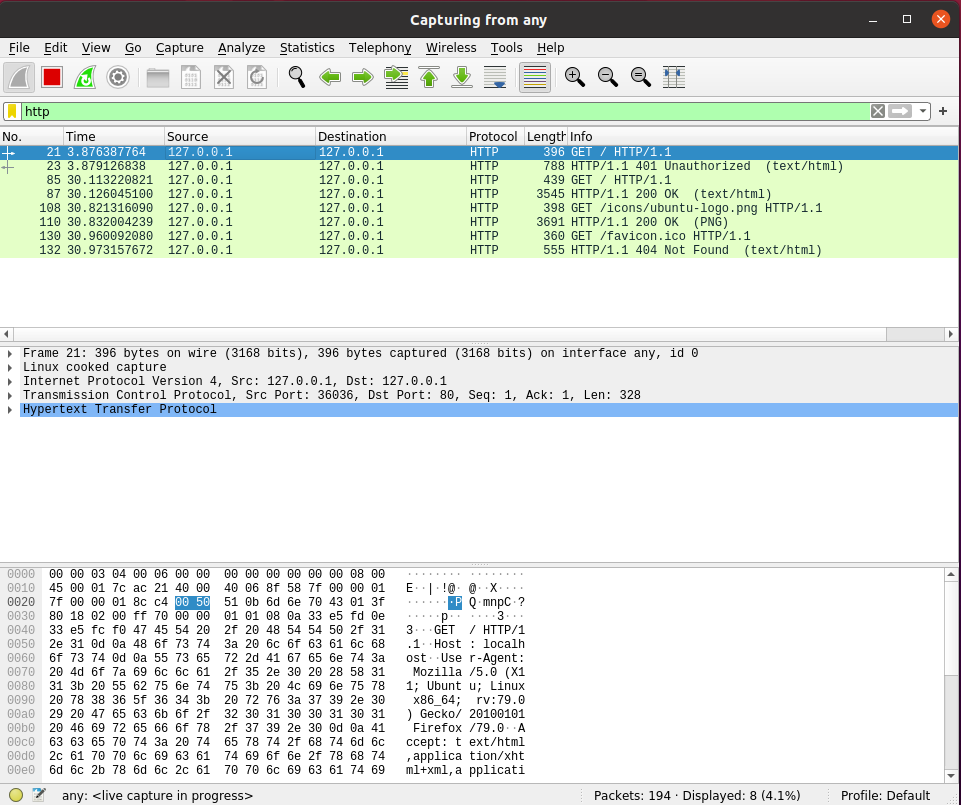 Capturing from any
File Edit View Go Capture Analyze Statistics Telephony Wireless Tools Help
http
No. Time Source Destination Protocol Length Info
21 3.876387764 127.0.0.1 127.0.0.1 HTTP 396 GET / HTTP/1.1
23 3.879126838 127.0.0.1 127.0.0.1 HTTP 788 HTTP/1.1 401 Unauthorized (text/html)
85 30.113220821 127.0.0.1 127.0.0.1 HTTP 439 GET / HTTP/1.1
87 30.126045100 127.0.0.1 127.0.0.1 HTTP 3545 HTTP/1.1 200 OK (text/html)
108 30.821316090 127.0.0.1 127.0.0.1 HTTP 398 GET /icons/ubuntu-logo.png HTTP/1.1
110 30.832004239 127.0.0.1 127.0.0.1 HTTP 3691 HTTP/1.1 200 OK (PNG)
130 30.960092080 127.0.0.1 127.0.0.1 HTTP 360 GET /favicon.ico HTTP/1.1
132 30.973157672 127.0.0.1 127.0.0.1 HTTP 555 HTTP/1.1 404 Not Found (text/html)
Frame 21: 396 bytes on wire (3168 bits), 396 bytes captured (3168 bits) on interface any, id 0
Linux cooked capture
Internet Protocol Version 4, Src: 127.0.0.1, Dst: 127.0.0.1
Transmission Control Protocol, Src Port: 36036, Dst Port: 80, Seq: 1, Ack: 1, Len: 328
Hypertext Transfer Protocol
0000 00 00 03 04 00 06 00 00 00 00 00 00 00 00 08 00 ········ ········
0010 45 00 01 7c ac 21 40 00 40 06 8f 58 7f 00 00 01 E··|·!@· @··X····
0020 7f 00 00 01 8c c4 00 50 51 0b 6d 6e 70 43 01 3f ·······P Q·mnpC·?
0030 80 18 02 00 ff 70 00 00 01 01 08 0a 33 e5 fd 0e ·····p·· ····3···
0040 33 e5 fc f0 47 45 54 20 2f 20 48 54 54 50 2f 31 3···GET / HTTP/1
0050 2e 31 0d 0a 48 6f 73 74 3a 20 6c 6f 63 61 6c 68 .1··Host : localh
0060 6f 73 74 0d 0a 55 73 65 72 2d 41 67 65 6e 74 3a ost··Use r-Agent:
0070 20 4d 6f 7a 69 6c 6c 61 2f 35 2e 30 20 28 58 31 Mozilla /5.0 (X1
0080 31 3b 20 55 62 75 6e 74 75 3b 20 4c 69 6e 75 78 1; Ubunt u; Linux
0090 20 78 38 36 5f 36 34 3b 20 72 76 3a 37 39 2e 30 x86_64; rv:79.0
00a0 29 20 47 65 63 6b 6f 2f 32 30 31 30 30 31 30 31 ) Gecko/ 20100101
00b0 20 46 69 72 65 66 6f 78 2f 37 39 2e 30 0d 0a 41 Firefox /79.0··A
00c0 63 63 65 70 74 3a 20 74 65 78 74 2f 68 74 6d 6c ccept: t ext/html
00d0 2c 61 70 70 6c 69 63 61 74 69 6f 6e 2f 78 68 74 ,applica tion/xht
00e0 6d 6c 2b 78 6d 6c 2c 61 70 70 6c 69 63 61 74 69 ml+xml,a pplicati
any: <live capture in progress> Packets: 194 · Displayed: 8 (4.1%) Profile: Default